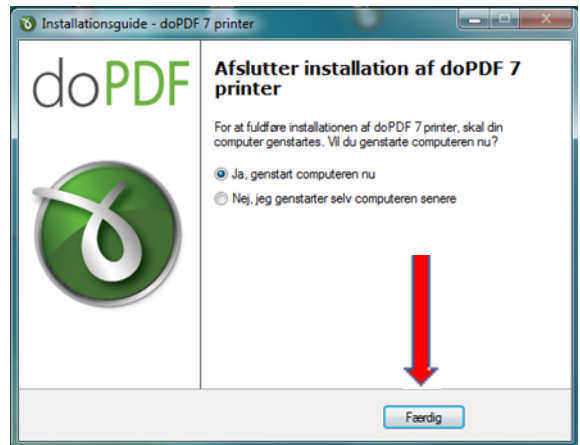 Installationsguide - doPDF 7 printer
doPDF
Afslutter installation af doPDF 7
printer
For at fuldføre installationen af doPDF 7 printer, skal din
computer genstartes. Vil du genstarte computeren nu?
Ja, genstart computeren nu
Nej, jeg genstarter selv computeren senere
Færdig